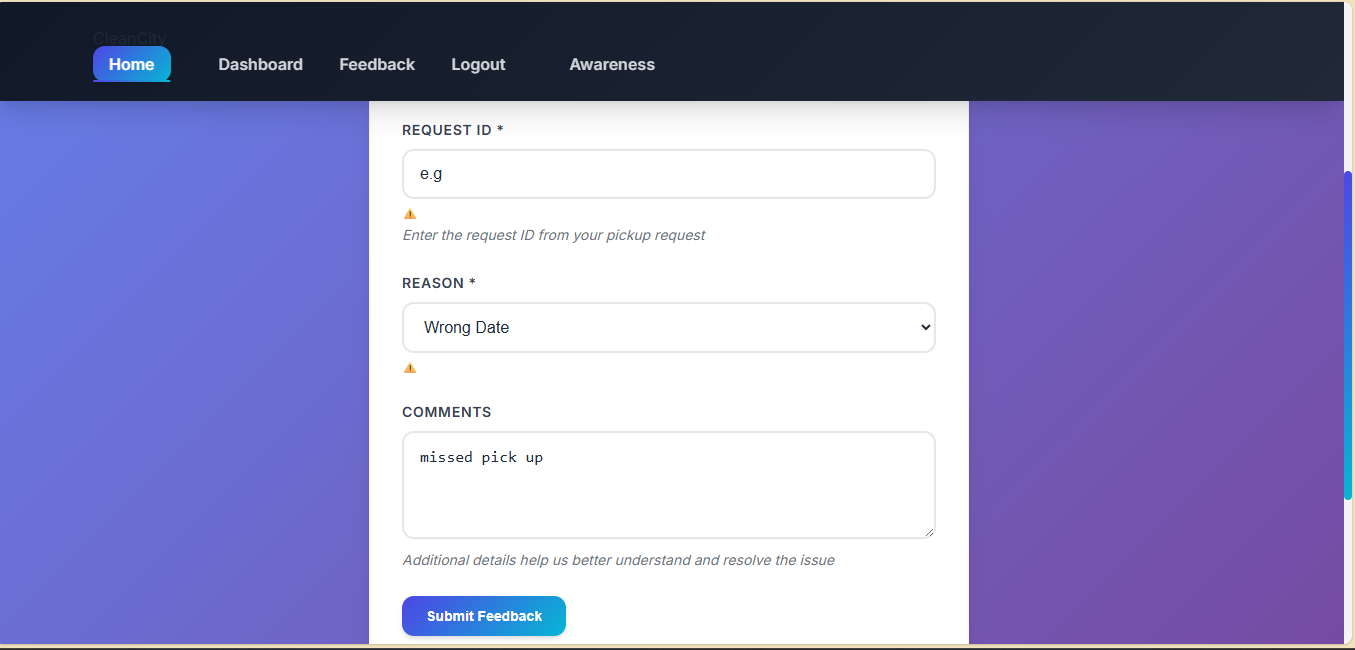 CleanCity
Home Dashboard Feedback Logout Awareness
REQUEST ID *
e.g
Enter the request ID from your pickup request
REASON *
Wrong Date
COMMENTS
missed pick up
Additional details help us better understand and resolve the issue
Submit Feedback